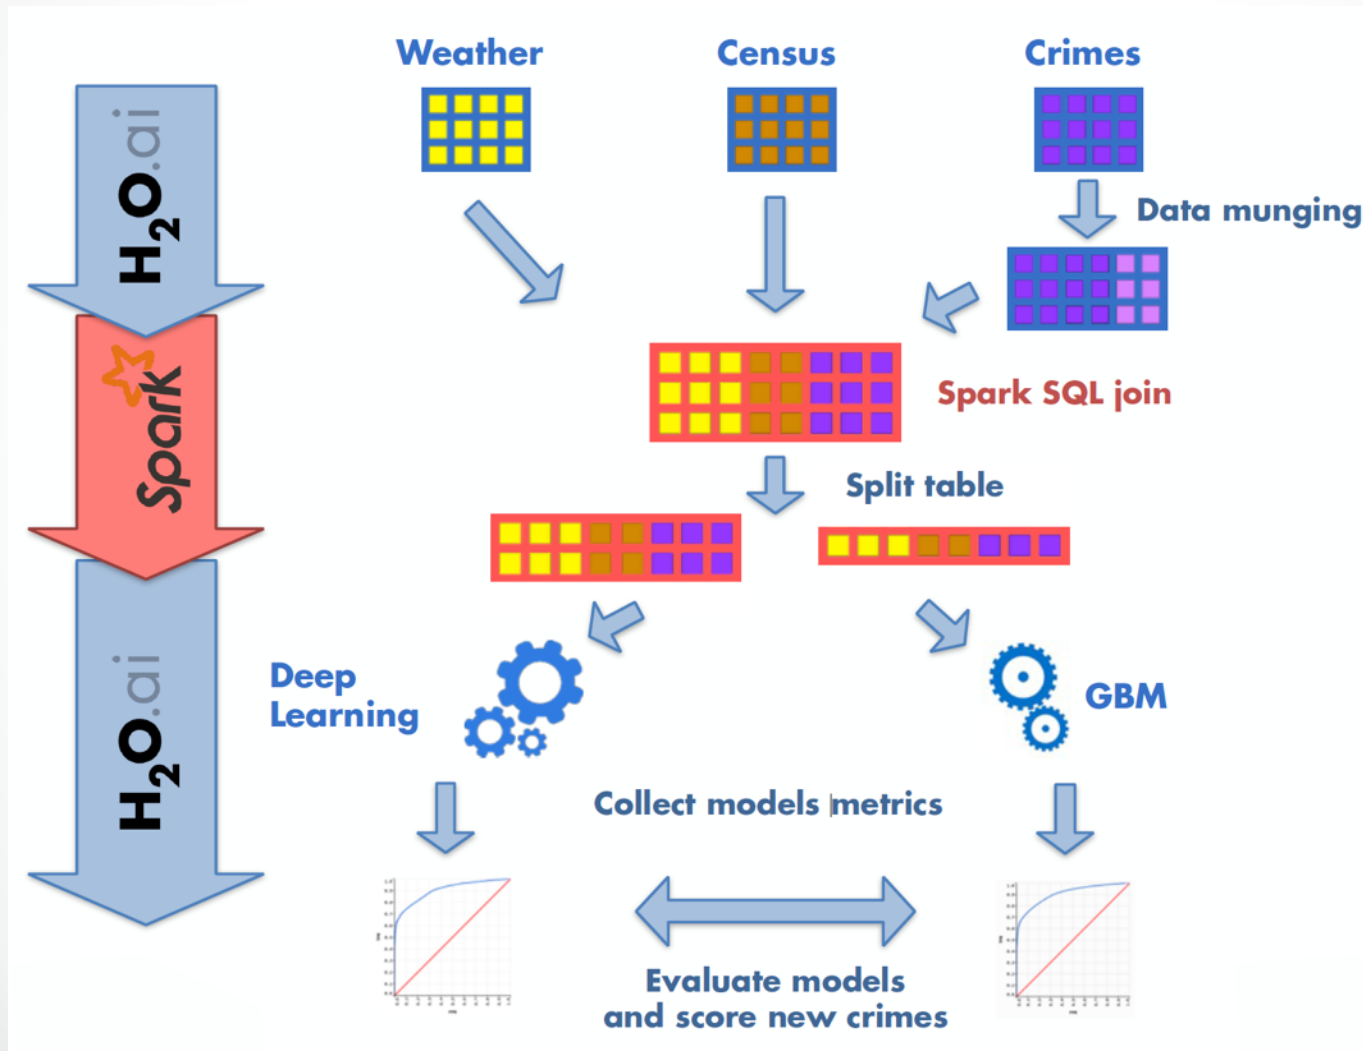 Weather
Census
Crimes
H2O.ai
Data munging
Spark
Spark SQL join
Split table
Deep
Learning
GBM
H2O.ai
Collect models metrics
Evaluate models
and score new crimes